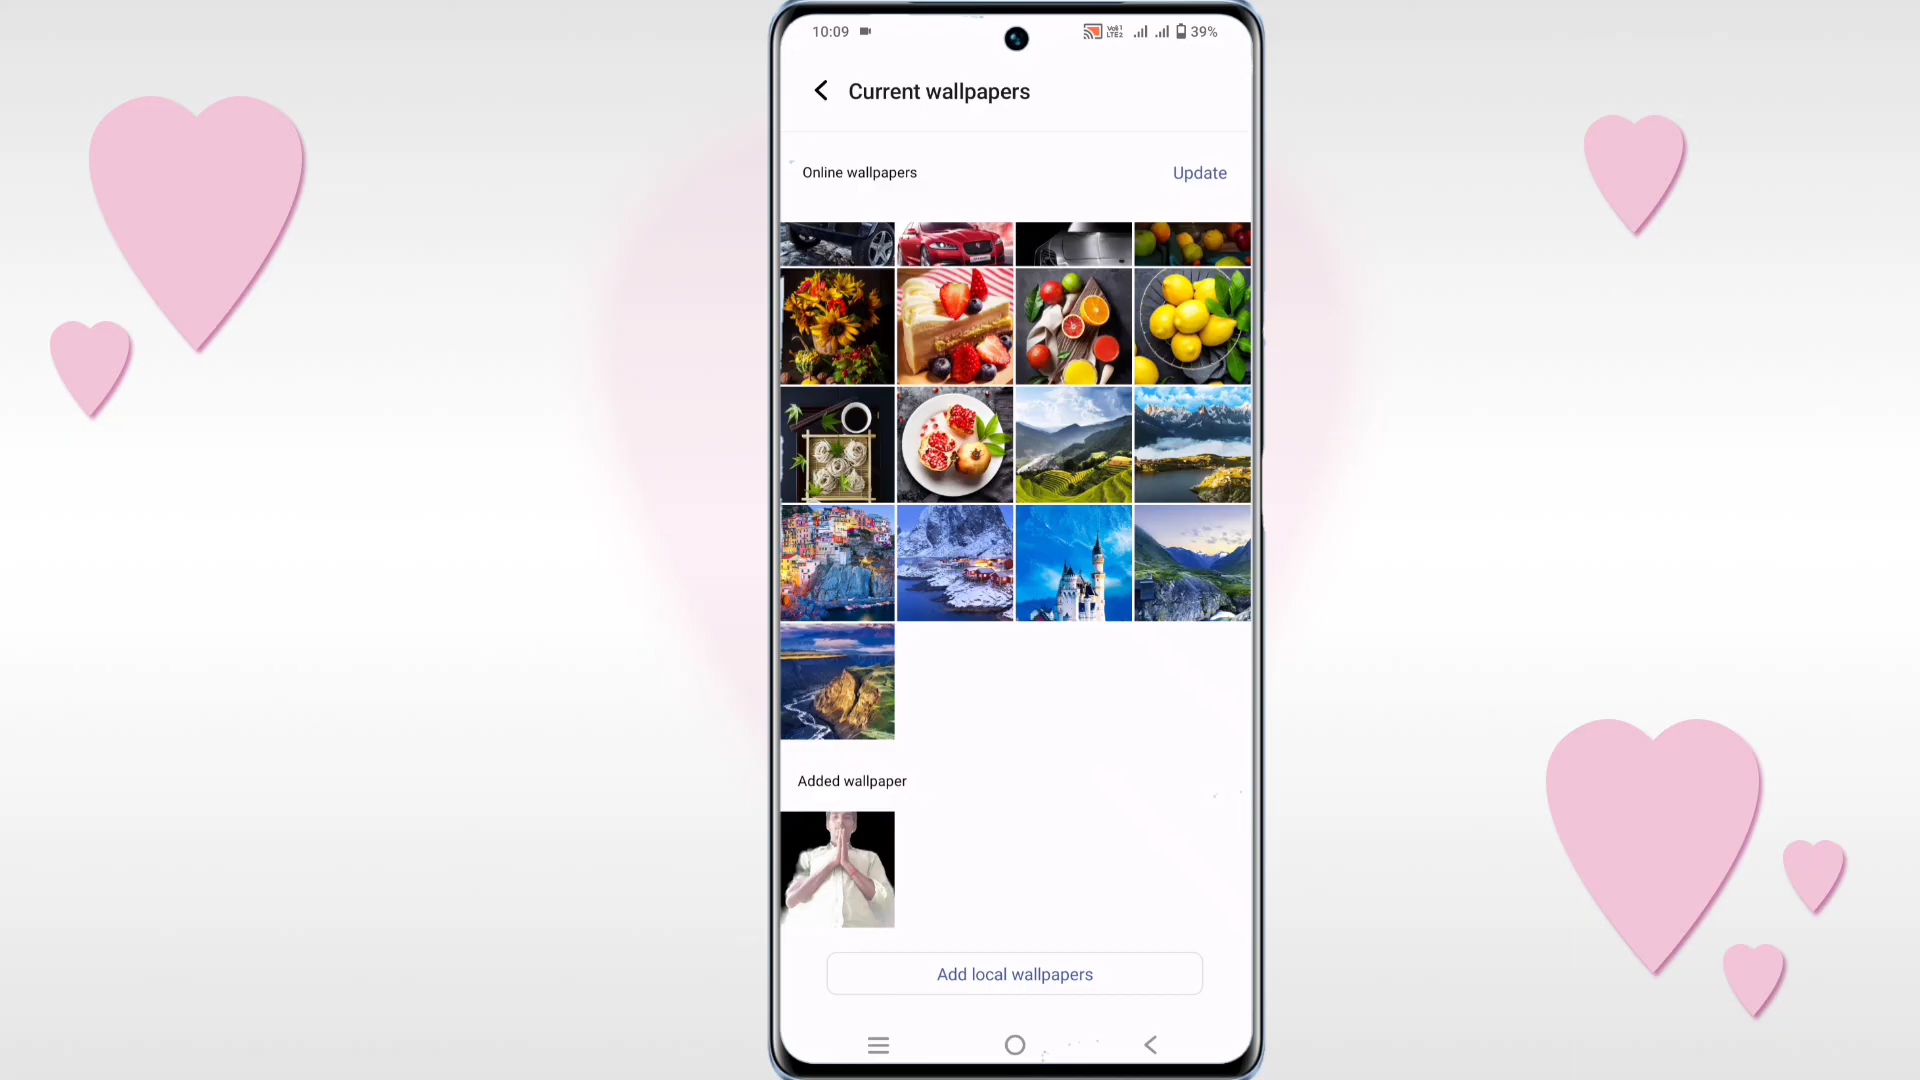 10:09
39%
Current wallpapers
Online wallpapers
Update
Added wallpaper
Add local wallpapers